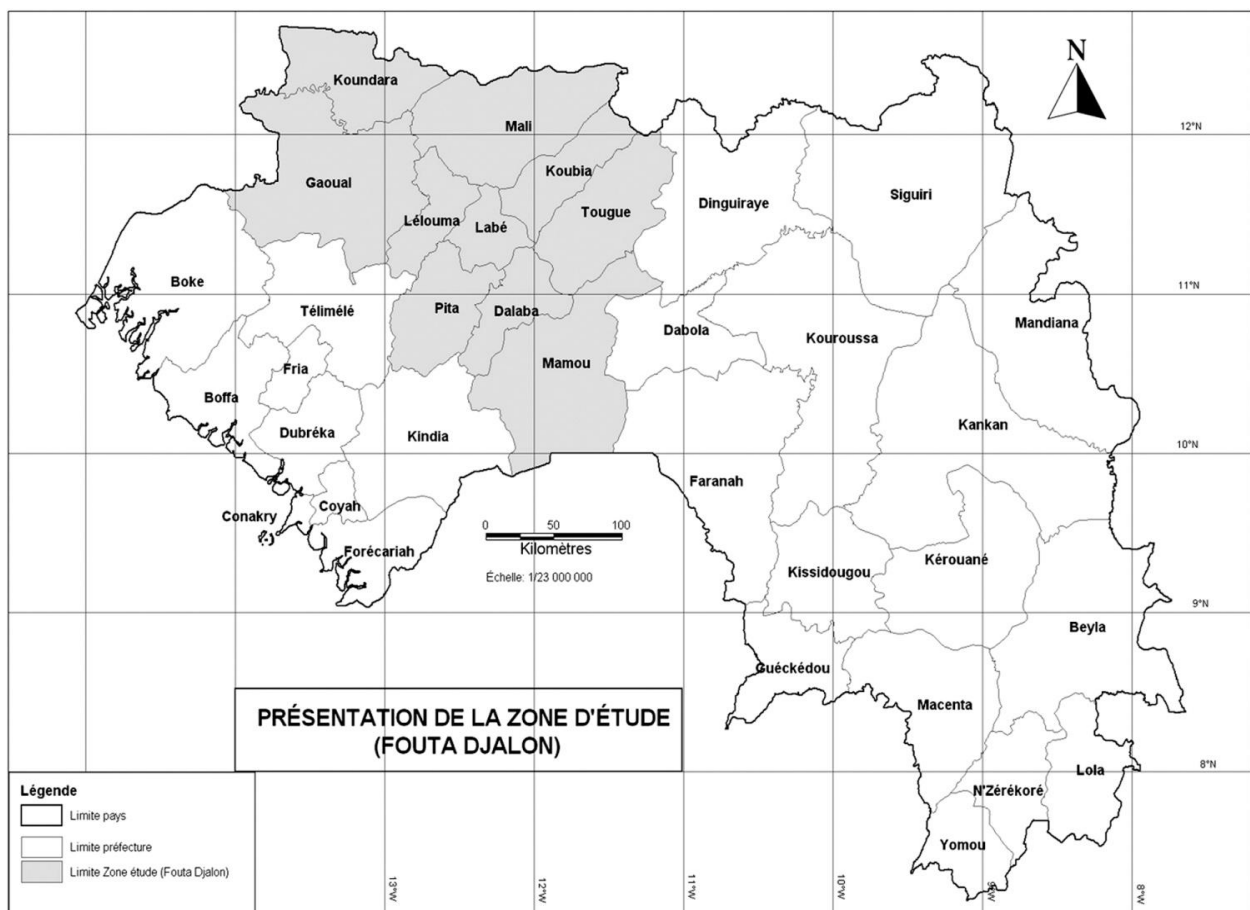 N
Koundara
Mali
12°N
Koubia
Gaoual
Dinguiraye
Siguiri
Lélouma
Labé
Tougue
Boke
11°N
Télimélé
Pita
Dalaba
Dabola
Kouroussa
Mandiana
Fria
Mamou
Boffa
Dubréka
Kindia
Kankan
10°N
Faranah
Coyah
Conakry
0 50 100
Kilomètres
Forécariah
Échelle: 1/23 000 000
Kissidougou
Kérouané
9°N
Beyla
Guéckédou
Macenta
PRÉSENTATION DE LA ZONE D'ÉTUDE
(FOUTA DJALON)
8°N
Lola
N'Zérékoré
Yomou
Légende
Limite pays
Limite préfecture
Limite Zone étude (Fouta Djalon)
13°W
12°W
11°W
10°W
9°W
8°W